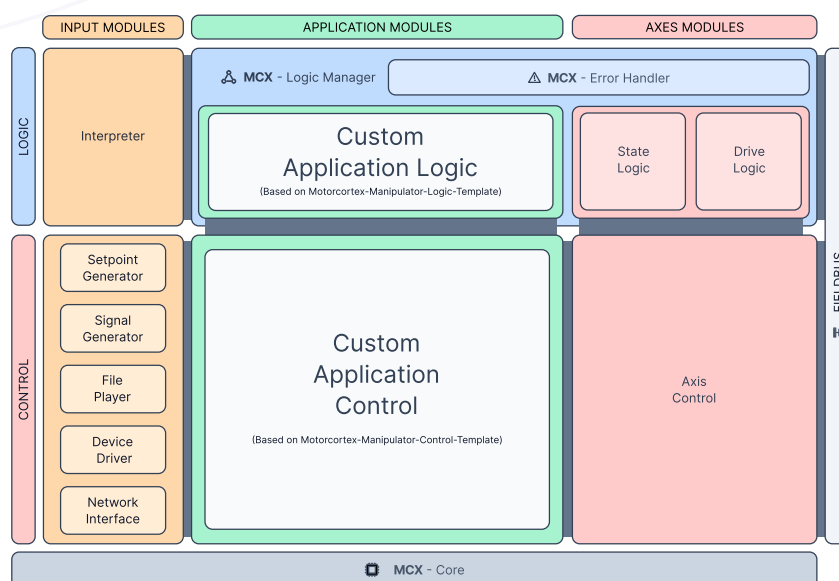 INPUT MODULES
APPLICATION MODULES
AXES MODULES
LOGIC
Interpreter
MCX - Logic Manager
MCX - Error Handler
Custom
Application Logic
(Based on Motorcortex-Manipulator-Logic-Template)
State
Logic
Drive
Logic
CONTROL
Setpoint
Generator
Signal
Generator
File
Player
Device
Driver
Network
Interface
Custom
Application
Control
(Based on Motorcortex-Manipulator-Control-Template)
Axis
Control
FIELDBUS
MCX - Core